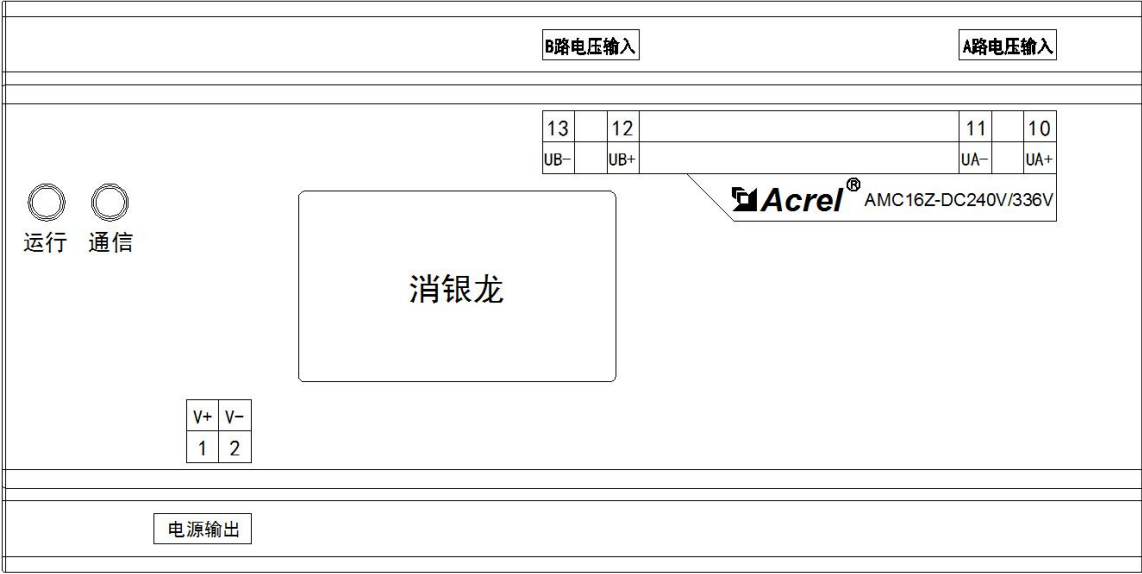 B路电压输入 A路电压输入
13 12 11 10
UB- UB+ UA- UA+
Acrel® AMC16Z-DC240V/336V
运行 通信
消银龙
V+ V-
1 2
电源输出